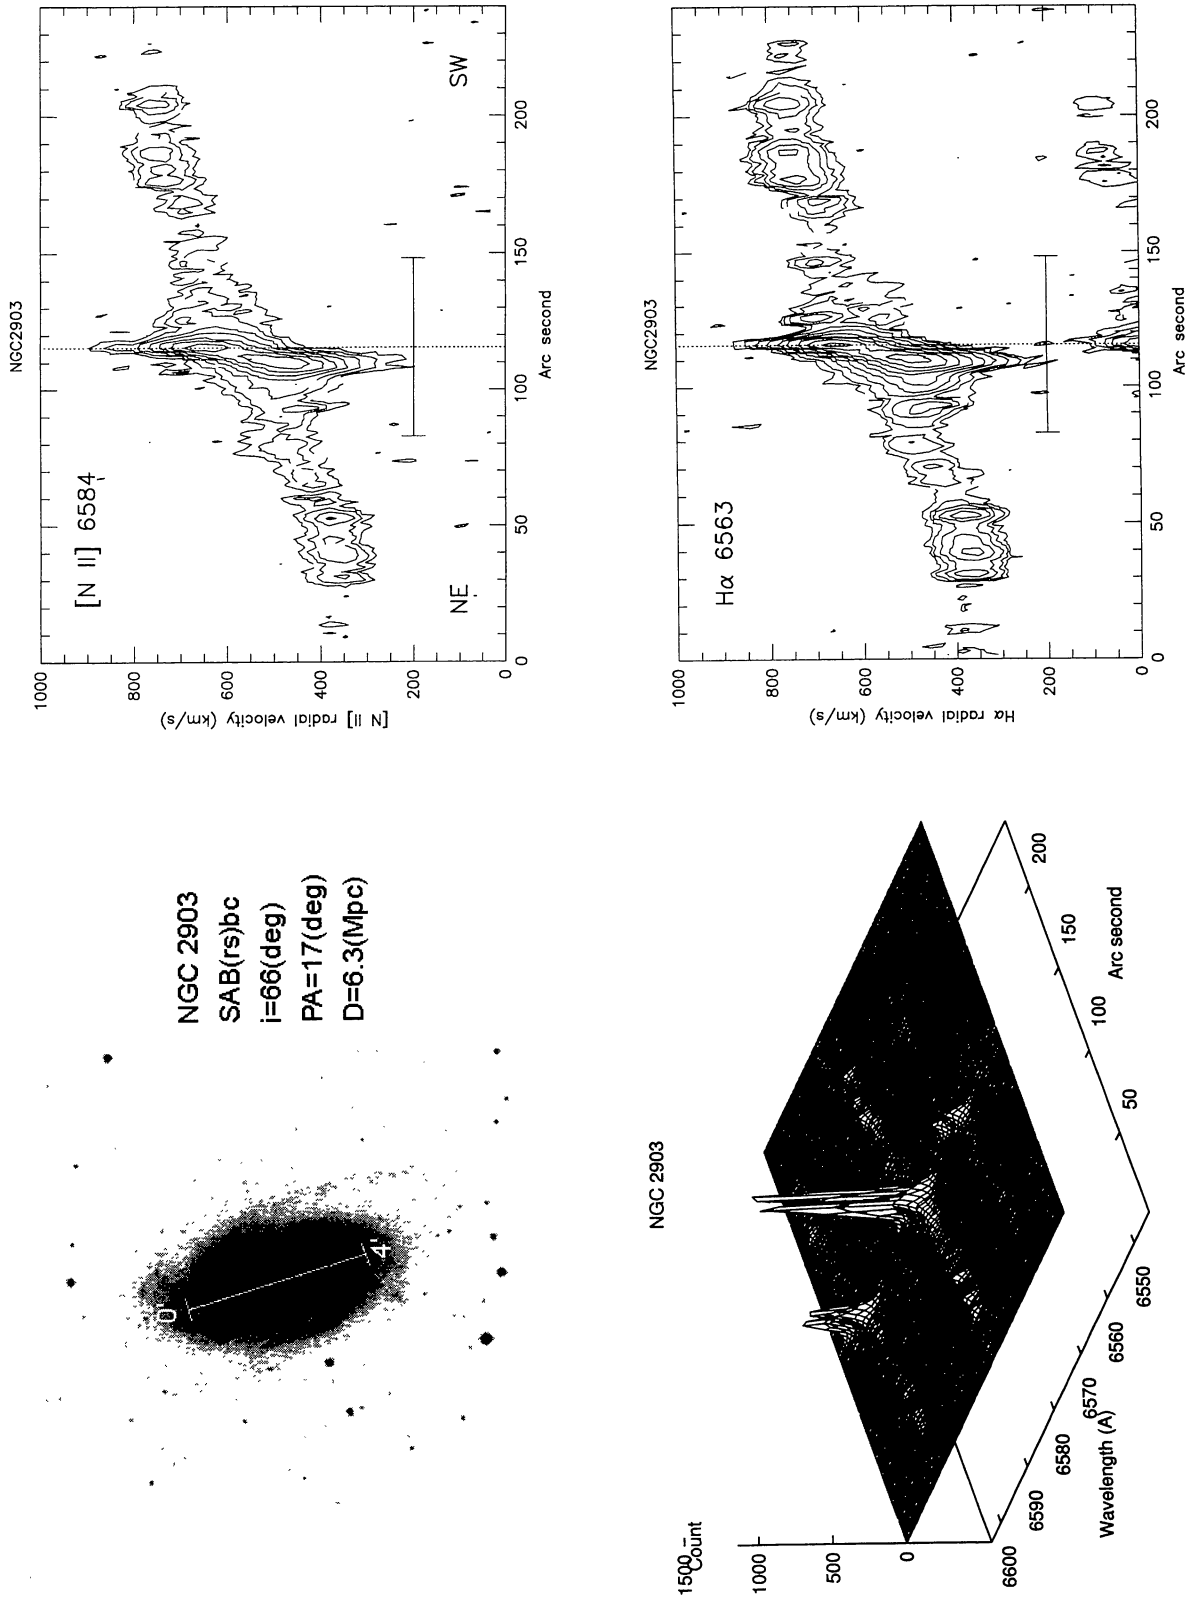 NGC 2903
SAB(rs)bc
i=66(deg)
PA=17(deg)
D=6.3(Mpc)
0'
4'
NGC2903
[N II] 6584
NE
SW
[N II] radial velocity (km/s)
1000
800
600
400
200
0
0
50
100
150
200
Arc second
NGC 2903
1500
Count
1000
500
0
6600
6590
6580
6570
6560
6550
Wavelength (A)
50
100
150
200
Arc second
NGC2903
Hα 6563
Hα radial velocity (km/s)
1000
800
600
400
200
0
0
50
100
150
200
Arc second